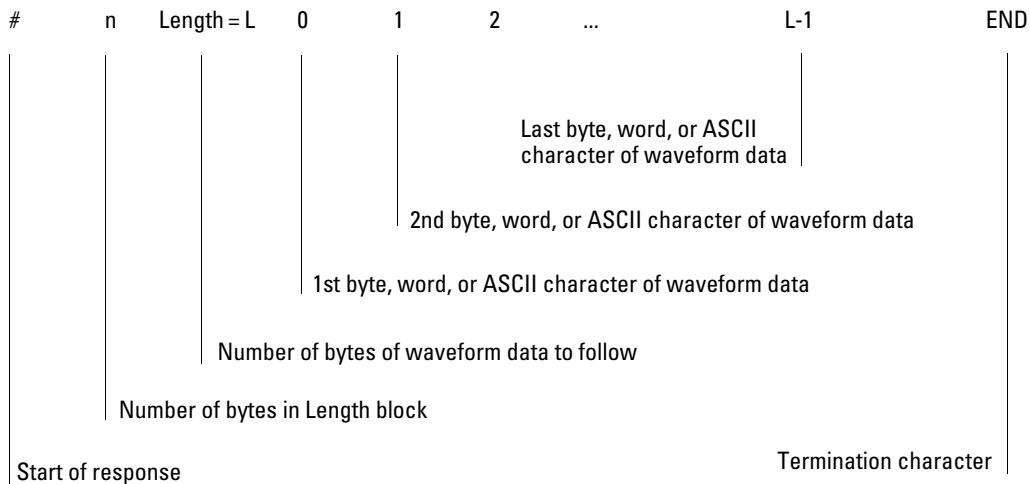 # n Length = L 0 1 2 ... L-1 END
Last byte, word, or ASCII
character of waveform data
2nd byte, word, or ASCII character of waveform data
1st byte, word, or ASCII character of waveform data
Number of bytes of waveform data to follow
Number of bytes in Length block
Start of response
Termination character